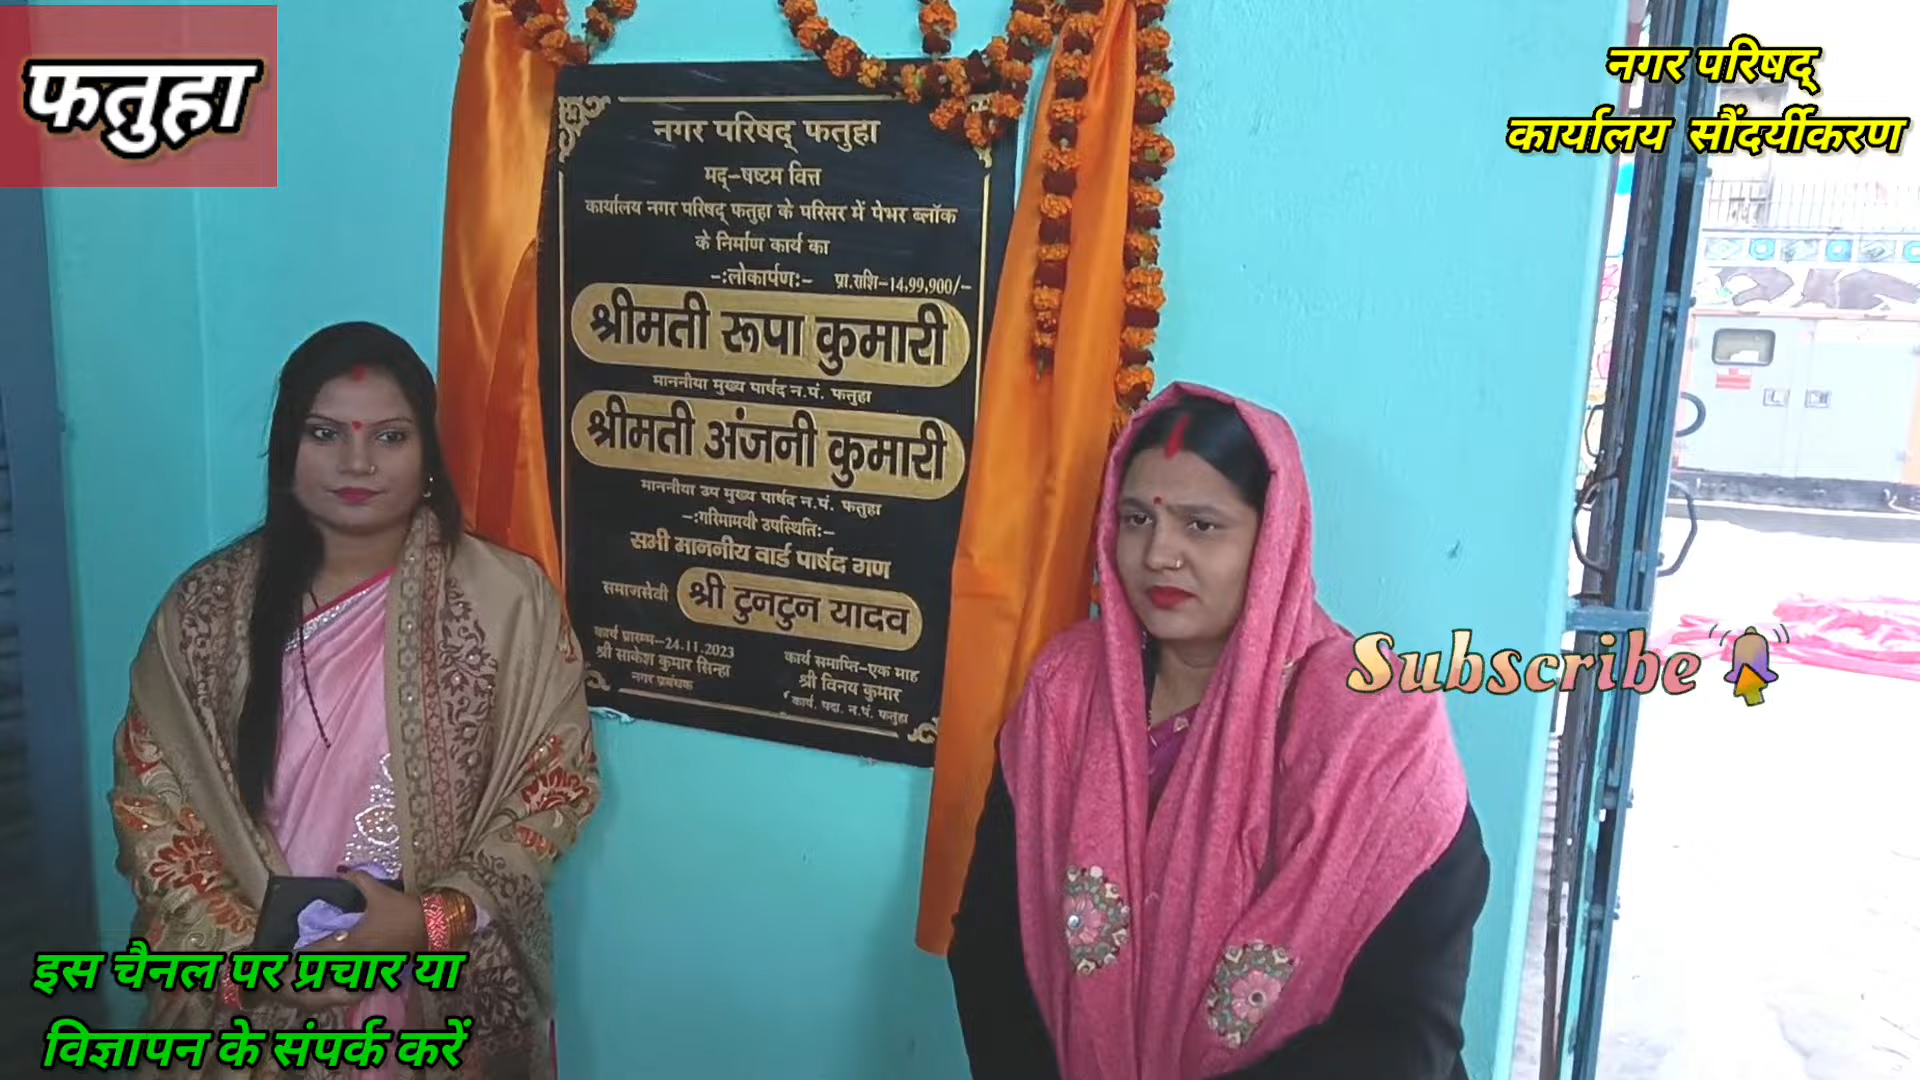 फतुहा
नगर परिषद्
कार्यालय सौंदर्यीकरण
नगर परिषद् फतुहा
मद्-षष्टम वित्त
कार्यालय नगर परिषद् फतुहा के परिसर में पेभर ब्लॉक
के निर्माण कार्य का
-:लोकार्पण:- प्रा.राशि-14,99,900/-
श्रीमती रूपा कुमारी
माननीया मुख्य पार्षद न.पं. फतुहा
श्रीमती अंजनी कुमारी
माननीया उप मुख्य पार्षद न.पं. फतुहा
-:गरिमामयी उपस्थिति:-
सभी माननीय वार्ड पार्षद गण
समाजसेवी श्री टुनटुन यादव
कार्य प्रारम्भ-24.11.2023
श्री साकेश कुमार सिन्हा
नगर प्रबंधक
कार्य समाप्ति-एक माह
श्री विनय कुमार
कार्य. पदा. न.पं. फतुहा
Subscribe
इस चैनल पर प्रचार या
विज्ञापन के संपर्क करें